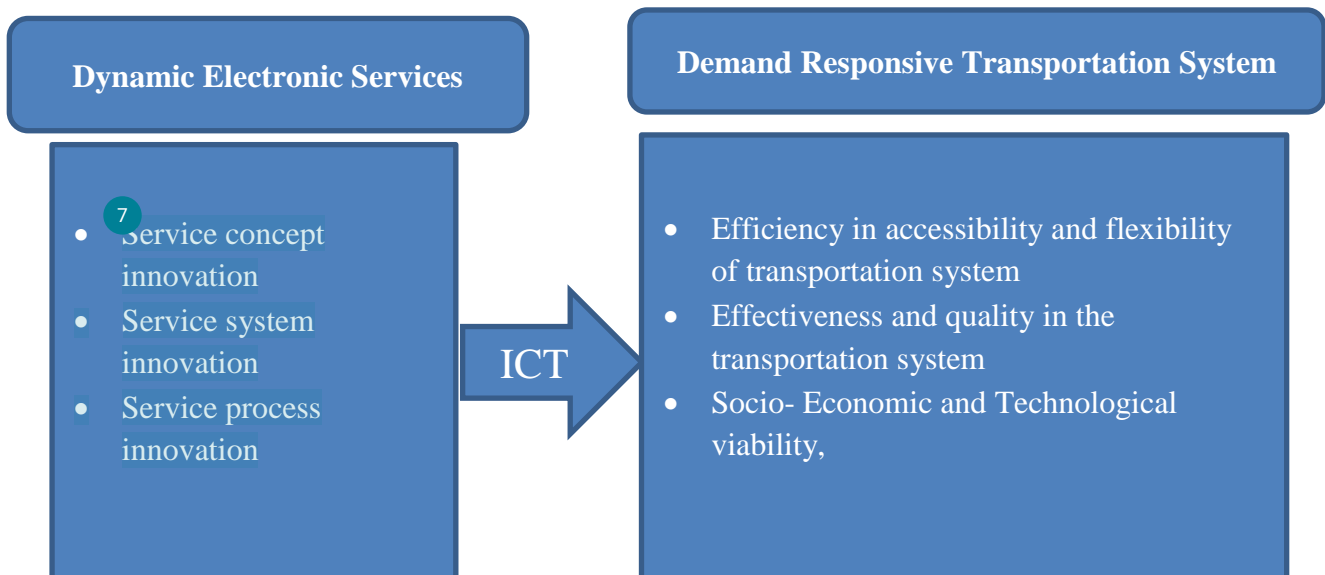 Dynamic Electronic Services
Demand Responsive Transportation System
7
• Service concept
innovation
• Service system
innovation
• Service process
innovation
ICT
• Efficiency in accessibility and flexibility
of transportation system
• Effectiveness and quality in the
transportation system
• Socio- Economic and Technological
viability,